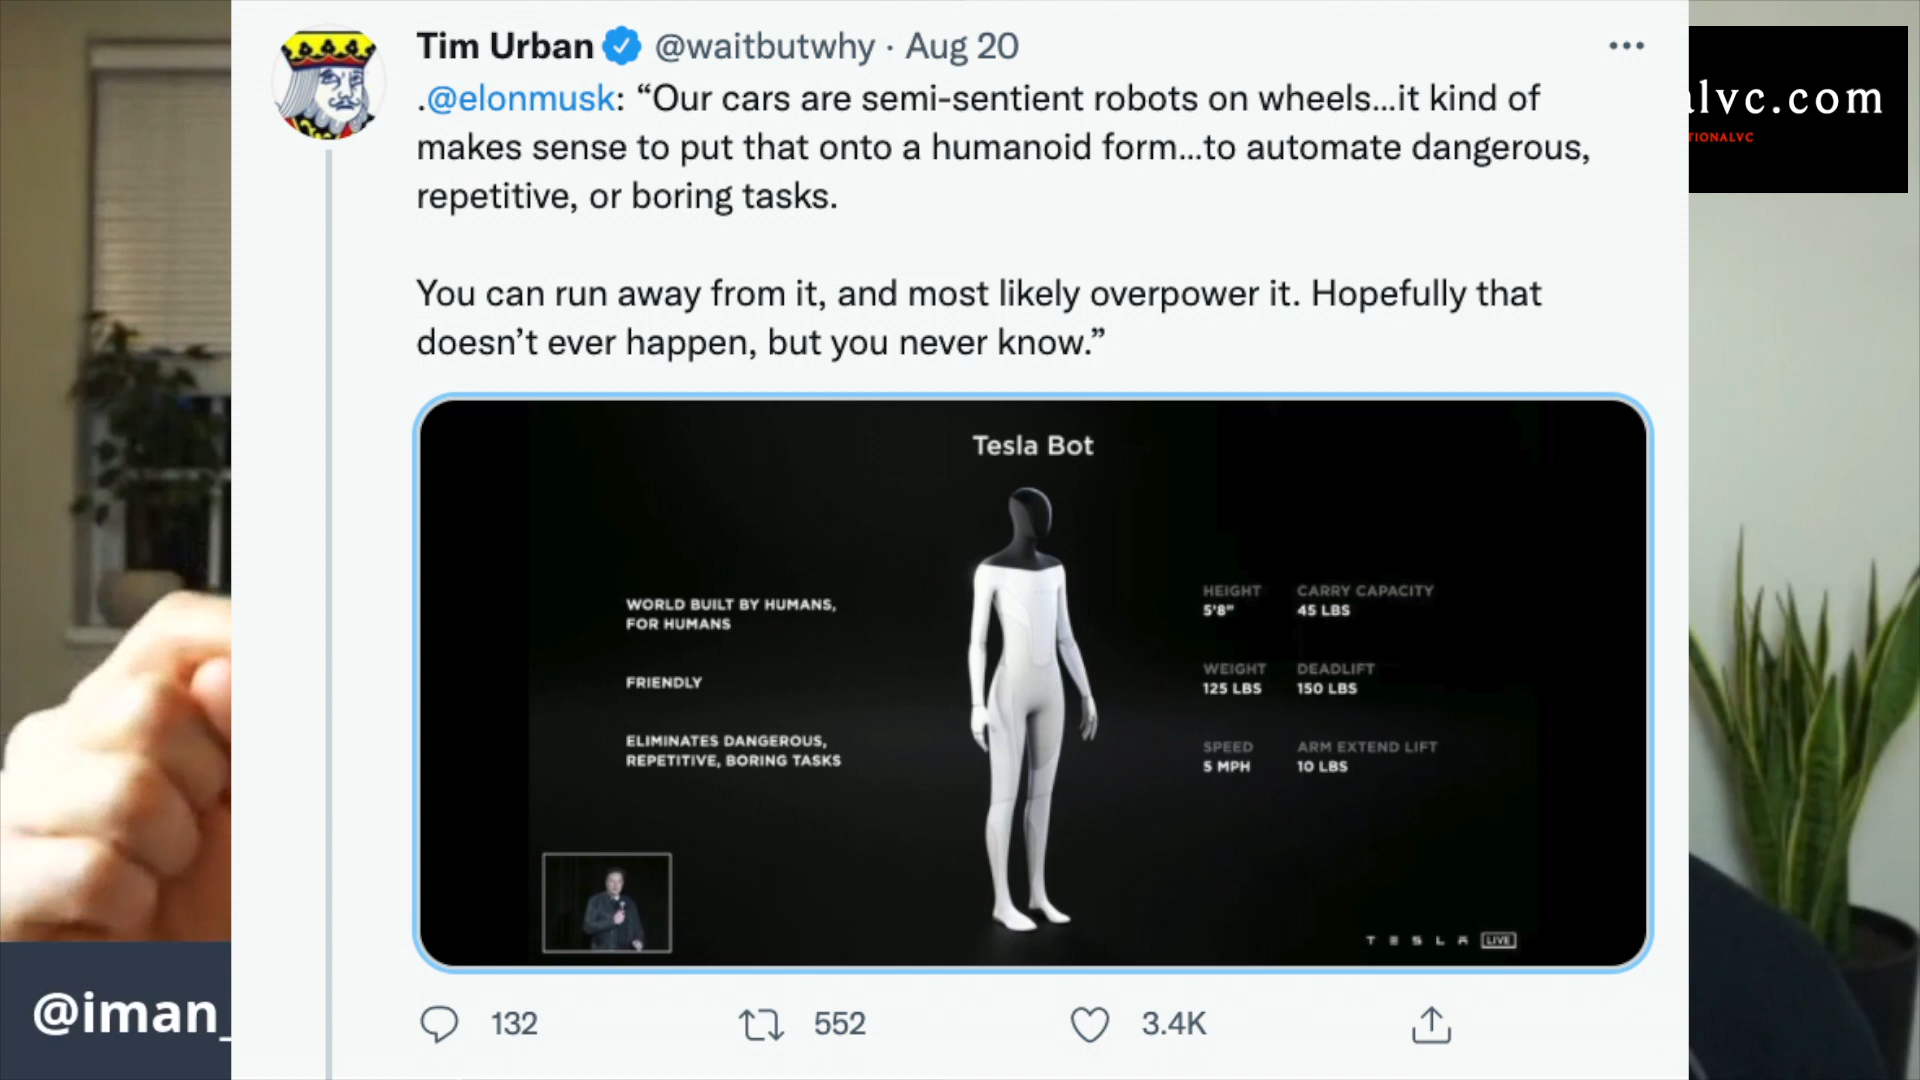 Tim Urban @waitbutwhy · Aug 20
.@elonmusk: “Our cars are semi-sentient robots on wheels...it kind of
makes sense to put that onto a humanoid form...to automate dangerous,
repetitive, or boring tasks.
You can run away from it, and most likely overpower it. Hopefully that
doesn’t ever happen, but you never know.”
Tesla Bot
WORLD BUILT BY HUMANS,
FOR HUMANS
FRIENDLY
ELIMINATES DANGEROUS,
REPETITIVE, BORING TASKS
HEIGHT
5'8"
CARRY CAPACITY
45 LBS
WEIGHT
125 LBS
DEADLIFT
150 LBS
SPEED
5 MPH
ARM EXTEND LIFT
10 LBS
TESLA LIVE
132
552
3.4K
lvc.com
TIONALVC
@iman_